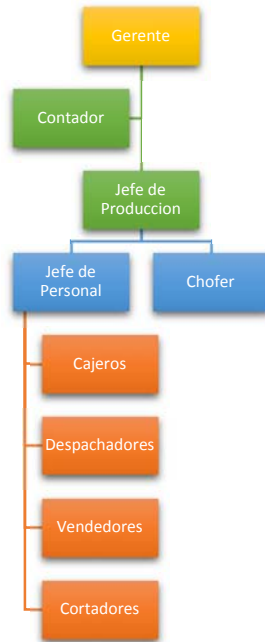 Gerente
Contador
Jefe de
Produccion
Jefe de
Personal
Chofer
Cajeros
Despachadores
Vendedores
Cortadores